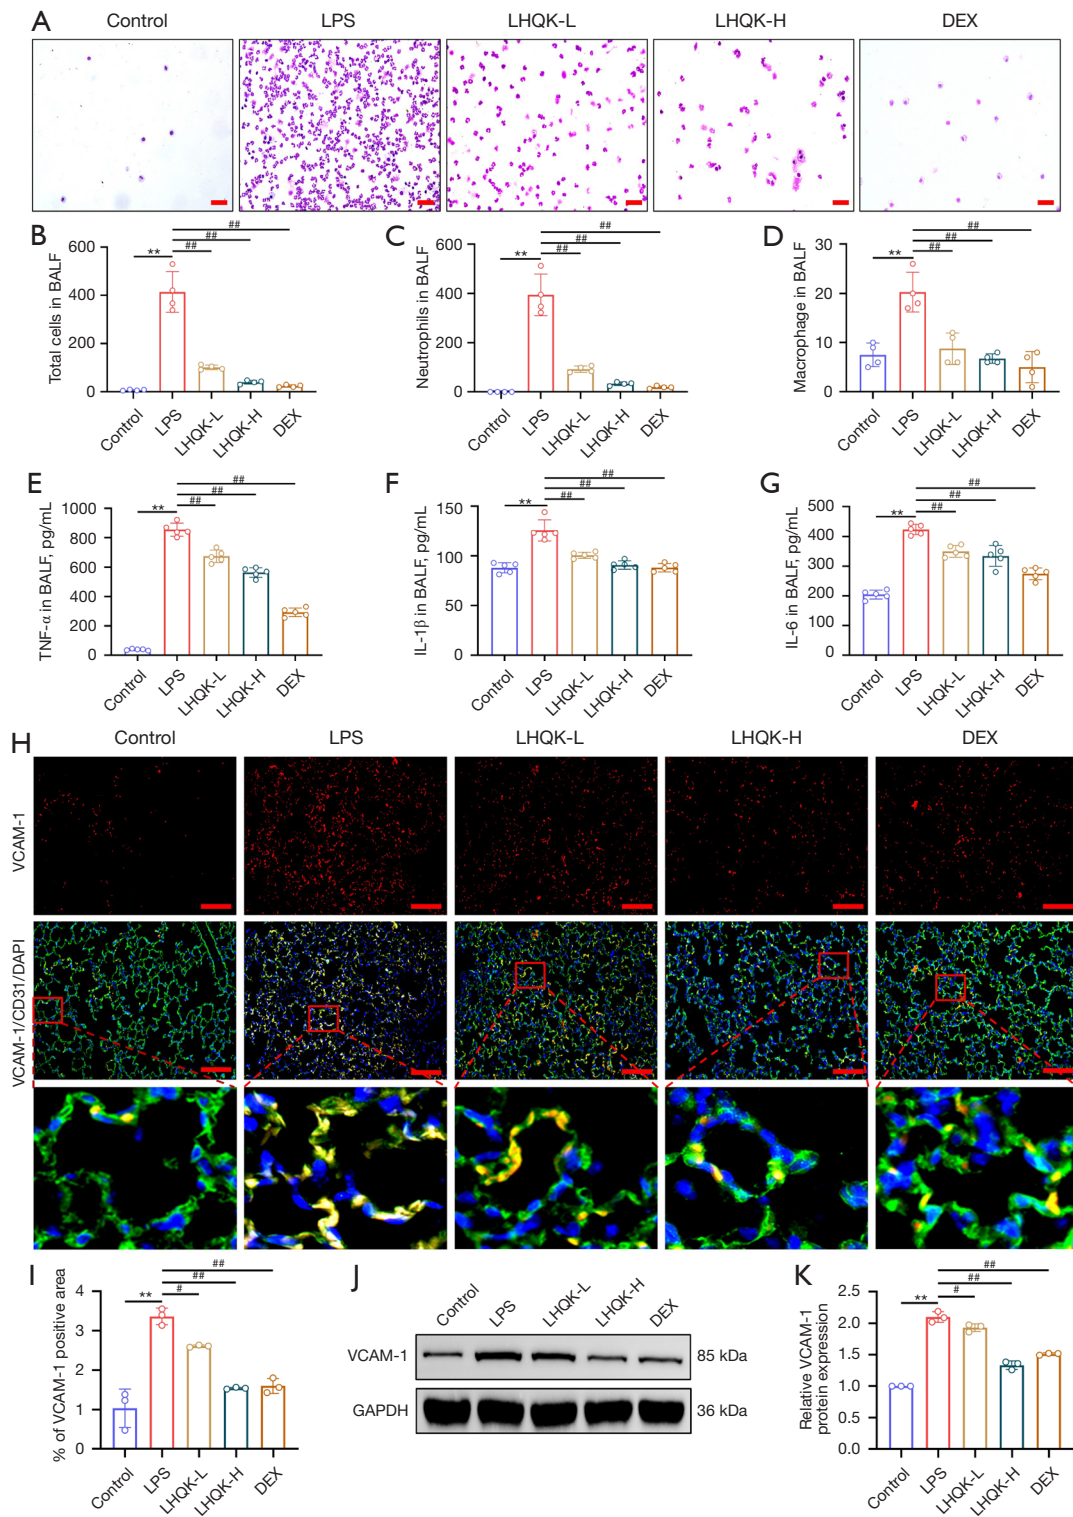 A
Control LPS LHQK-L LHQK-H DEX
B
Total cells in BALF
600
400
200
0
** ## ## ##
Control LPS LHQK-L LHQK-H DEX
C
Neutrophils in BALF
600
400
200
0
** ## ## ##
Control LPS LHQK-L LHQK-H DEX
D
Macrophage in BALF
30
20
10
0
** ## ## ##
Control LPS LHQK-L LHQK-H DEX
E
TNF-α in BALF, pg/mL
1000
800
600
400
200
0
** ## ## ##
Control LPS LHQK-L LHQK-H DEX
F
IL-1β in BALF, pg/mL
150
100
50
0
** ## ## ##
Control LPS LHQK-L LHQK-H DEX
G
IL-6 in BALF, pg/mL
500
400
300
200
100
0
** ## ## ##
Control LPS LHQK-L LHQK-H DEX
H
Control LPS LHQK-L LHQK-H DEX
VCAM-1
VCAM-1/CD31/DAPI
I
% of VCAM-1 positive area
4
3
2
1
0
** # ## ##
Control LPS LHQK-L LHQK-H DEX
J
Control LPS LHQK-L LHQK-H DEX
VCAM-1 85 kDa
GAPDH 36 kDa
K
Relative VCAM-1
protein expression
2.5
2.0
1.5
1.0
0.5
0.0
** # ## ##
Control LPS LHQK-L LHQK-H DEX